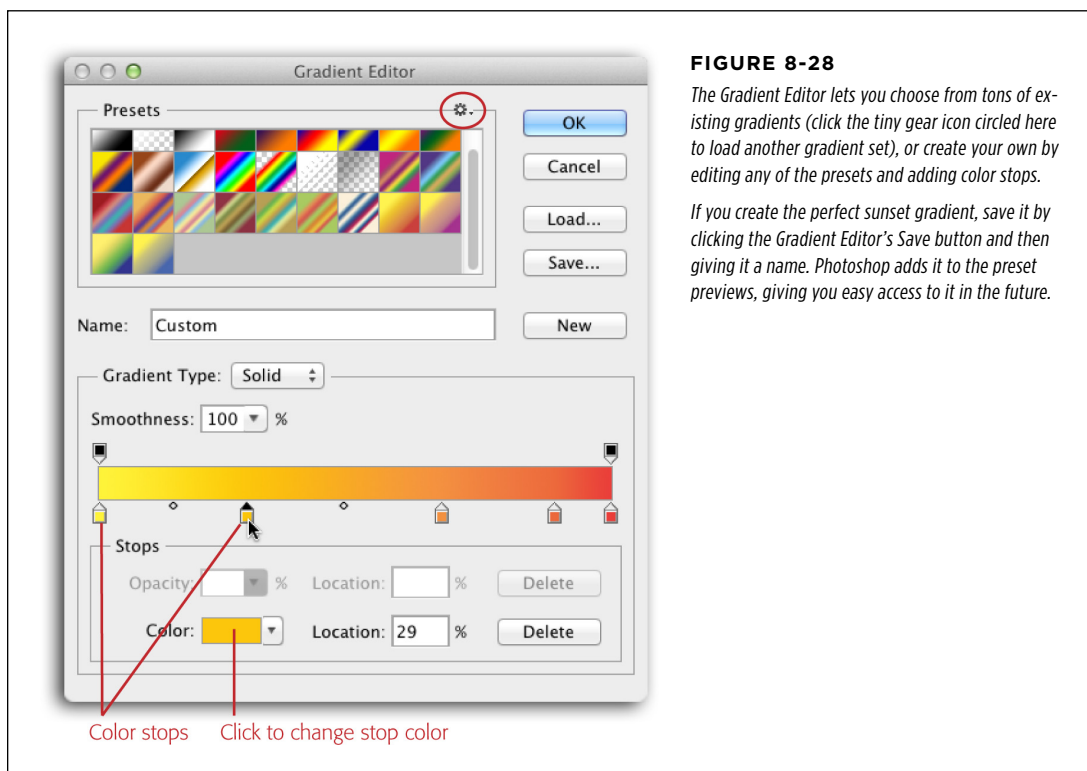 Gradient Editor
Presets
OK
Cancel
Load...
Save...
Name: Custom
New
Gradient Type: Solid
Smoothness: 100 %
Stops
Opacity: % Location: % Delete
Color: Location: 29 % Delete
Color stops Click to change stop color
FIGURE 8-28
The Gradient Editor lets you choose from tons of ex-
isting gradients (click the tiny gear icon circled here
to load another gradient set), or create your own by
editing any of the presets and adding color stops.
If you create the perfect sunset gradient, save it by
clicking the Gradient Editor’s Save button and then
giving it a name. Photoshop adds it to the preset
previews, giving you easy access to it in the future.